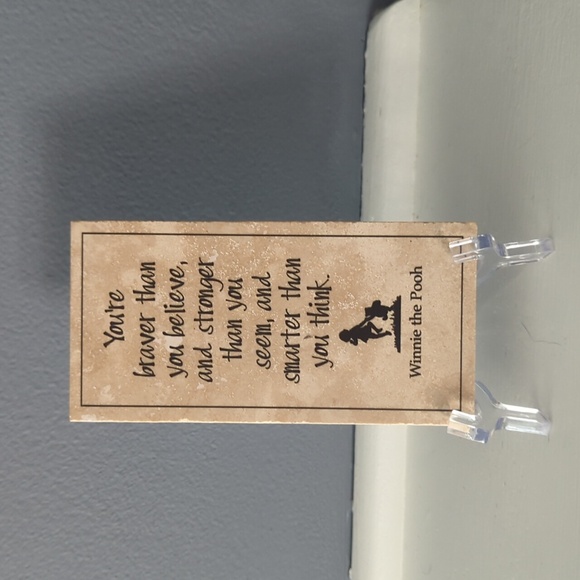 You're
braver than
you believe,
and stronger
than you
seem, and
smarter than
you think.
Winnie the Pooh